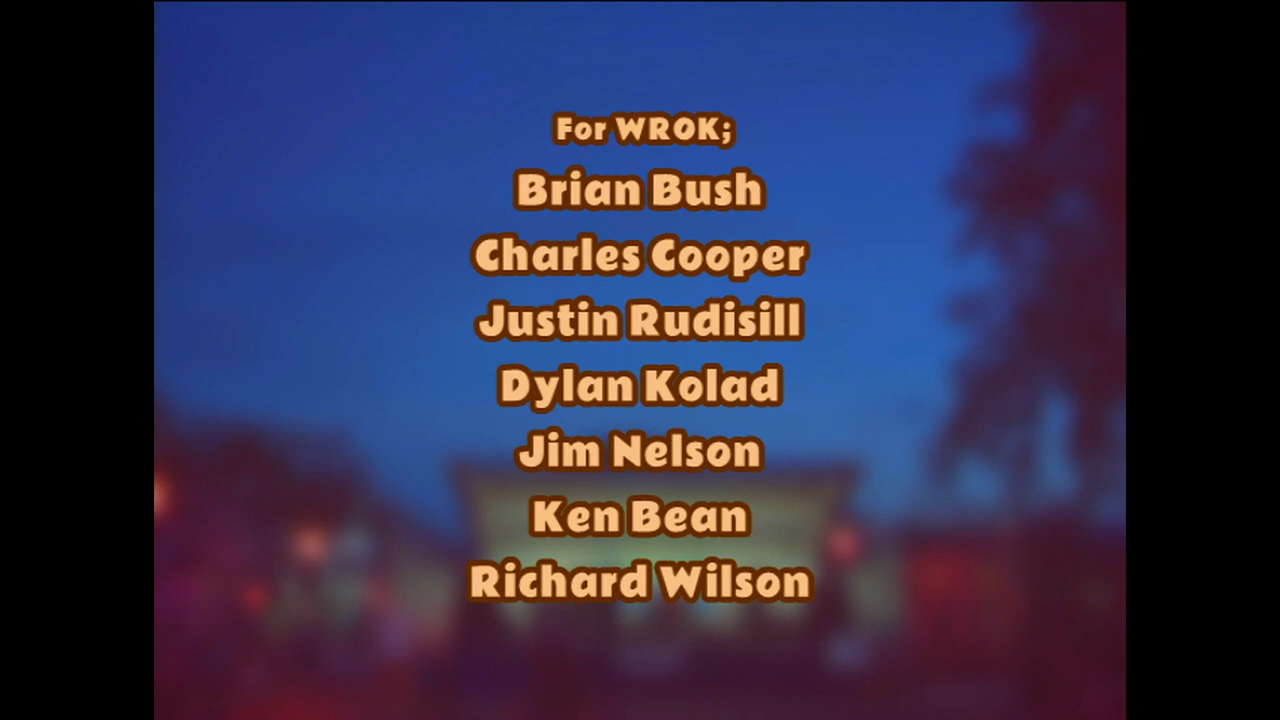 For WROK;
Brian Bush
Charles Cooper
Justin Rudisill
Dylan Kolad
Jim Nelson
Ken Bean
Richard Wilson